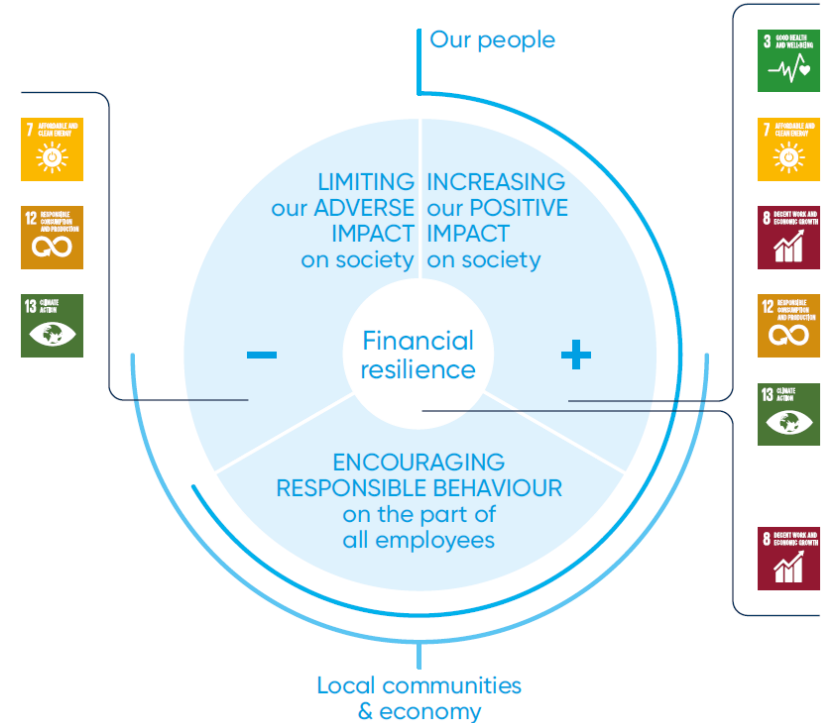 Our people
3 GOOD HEALTH
AND WELL-BEING
7 AFFORDABLE AND
CLEAN ENERGY
12 RESPONSIBLE
CONSUMPTION
AND PRODUCTION
13 CLIMATE
ACTION
LIMITING
our ADVERSE
IMPACT
on society
INCREASING
our POSITIVE
IMPACT
on society
–
Financial
resilience
+
ENCOURAGING
RESPONSIBLE BEHAVIOUR
on the part of
all employees
7 AFFORDABLE AND
CLEAN ENERGY
8 DECENT WORK AND
ECONOMIC GROWTH
12 RESPONSIBLE
CONSUMPTION
AND PRODUCTION
13 CLIMATE
ACTION
8 DECENT WORK AND
ECONOMIC GROWTH
Local communities
& economy